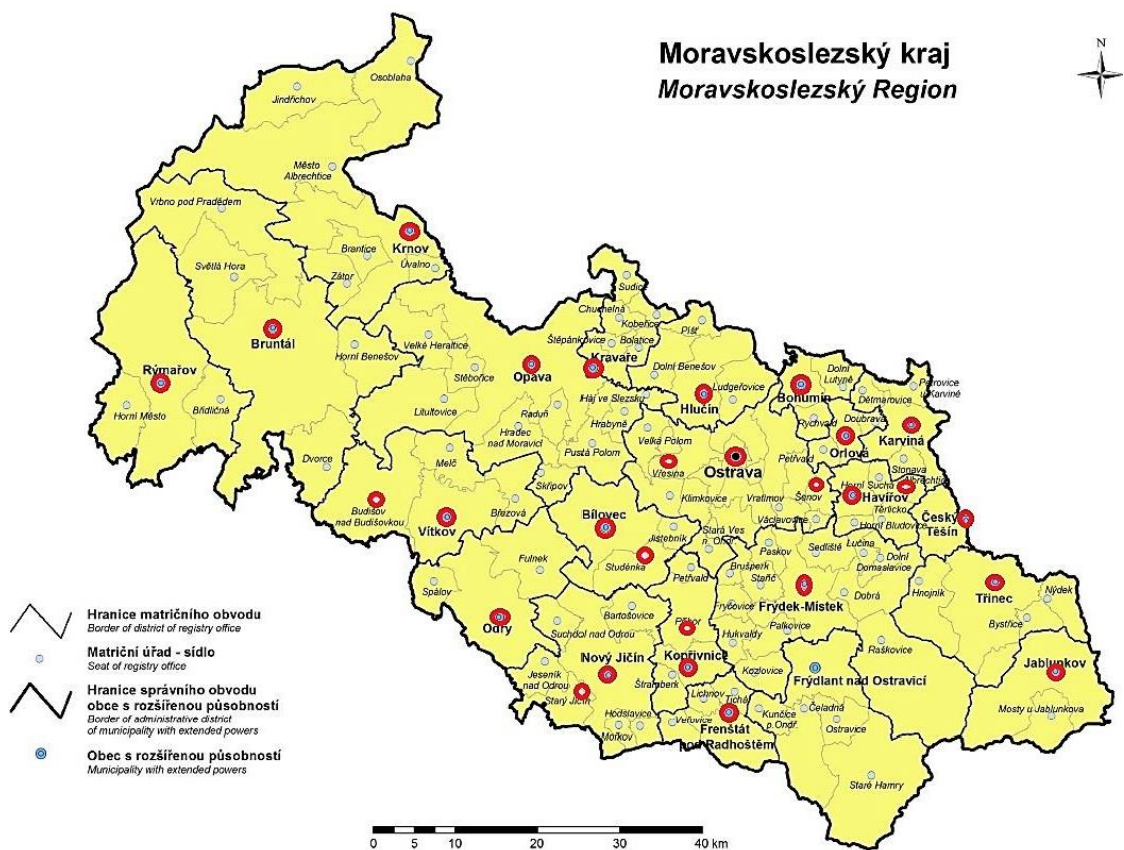 Moravskoslezský kraj
Moravskoslezský Region
N
Osoblaha
Jindřichov
Město
Albrechtice
Vrbno pod Pradědem
Krnov
Brantice
Úvalno
Světlá Hora
Zátor
Sudice
Chuchelná
Kobeřice
Píšť
Bruntál
Velké Heraltice
Štěpánkovice
Bolatice
Horní Benešov
Kravaře
Rýmařov
Stěbořice
Opava
Dolní Benešov
Dolní
Lutyně
Ludgeřovice
Bohumín
Petrovice
u Karviné
Dětmarovice
Horní Město
Břidličná
Litultovice
Raduň
Háj ve Slezsku
Hlučín
Rychvald
Doubrava
Hrabyně
Karviná
Hradec
nad Moravicí
Velká Polom
Orlová
Pustá Polom
Ostrava
Petřvald
Stonava
Dvorce
Melč
Vřesina
Horní Suchá
Albrechtice
Skřipov
Klimkovice
Vratimov
Šenov
Havířov
Těrlicko
Budišov
nad Budišovkou
Březová
Bílovec
Václavovice
Horní Bludovice
Český
Těšín
Vítkov
Jistebník
Stará Ves
n. Ondř.
Fulnek
Studénka
Paskov
Sedliště
Lučina
Dolní
Domaslavice
Brušperk
Petřvald
Staříč
Hnojník
Třinec
Spálov
Frýdek-Místek
Dobrá
Nýdek
Bartošovice
Fryčovice
Bystřice
Odry
Příbor
Palkovice
Suchdol nad Odrou
Hukvaldy
Raškovice
Nový Jičín
Kopřivnice
Jablunkov
Jeseník
nad Odrou
Kozlovice
Frýdlant nad Ostravicí
Štramberk
Starý Jičín
Lichnov
Tichá
Mosty u Jablunkova
Hodslavice
Čeladná
Veřovice
Frenštát
pod Radhoštěm
Kunčice
p.Ondř.
Ostravice
Mořkov
Staré Hamry
Hranice matričního obvodu
Border of district of registry office
Matriční úřad - sídlo
Seat of registry office
Hranice správního obvodu
obce s rozšířenou působností
Border of administrative district
of municipality with extended powers
Obec s rozšířenou působností
Municipality with extended powers
0 5 10 20 30 40 km